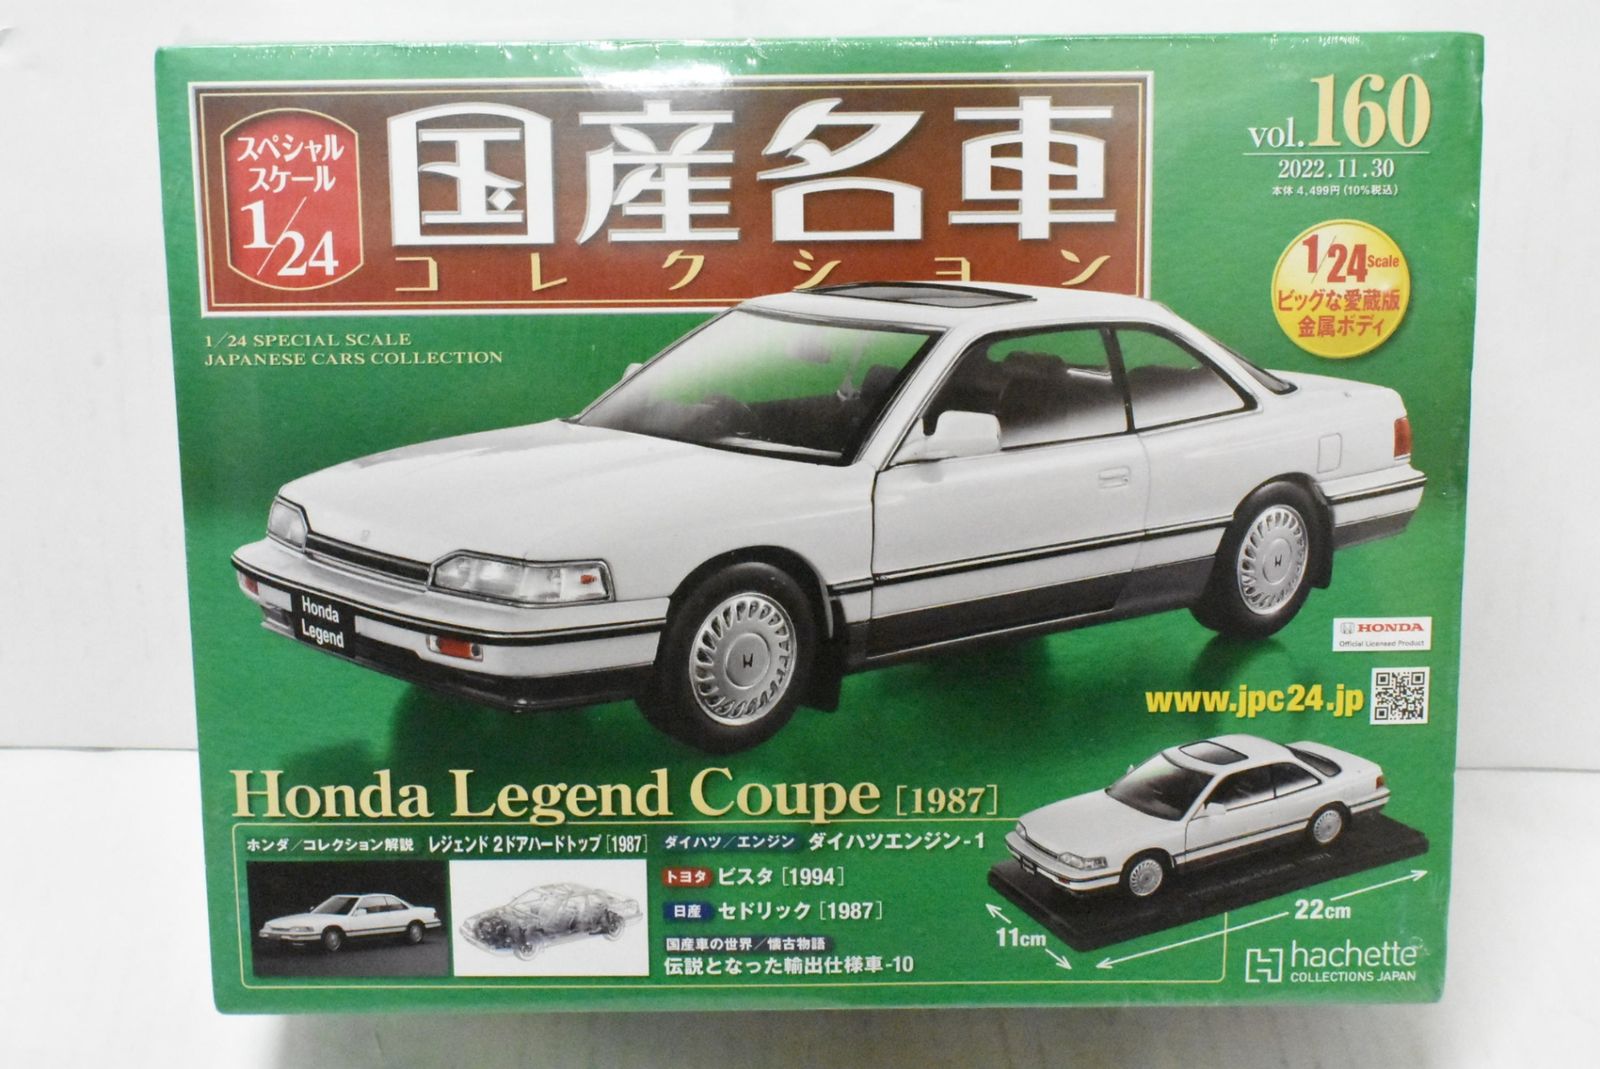 スペシャル
スケール
1/24
国産名車
コレクション
1/24 SPECIAL SCALE
JAPANESE CARS COLLECTION
vol.160
2022.11.30
本体 4,499円(10%税込)
1/24 Scale
ビッグな愛蔵版
金属ボディ
Honda
Legend
HONDA
Official Licensed Product
www.jpc24.jp
Honda Legend Coupe [1987]
ホンダ/コレクション解説 レジェンド 2ドアハードトップ [1987]
ダイハツ/エンジン ダイハツエンジン-1
トヨタ ビスタ [1994]
日産 セドリック [1987]
国産車の世界/懐古物語
伝説となった輸出仕様車-10
11cm
22cm
hachette
COLLECTIONS JAPAN